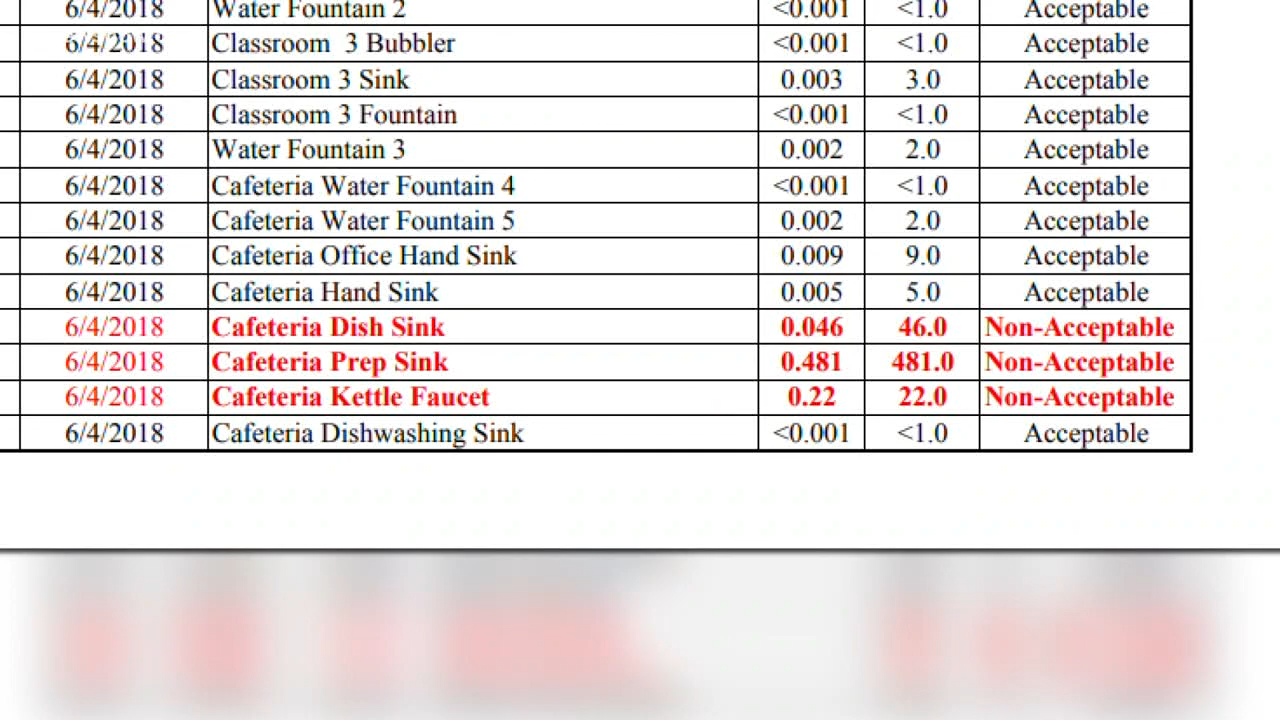 6/4/2018 Water Fountain 2 <0.001 <1.0 Acceptable
6/4/2018 Classroom  3 Bubbler <0.001 <1.0 Acceptable
6/4/2018 Classroom 3 Sink 0.003 3.0 Acceptable
6/4/2018 Classroom 3 Fountain <0.001 <1.0 Acceptable
6/4/2018 Water Fountain 3 0.002 2.0 Acceptable
6/4/2018 Cafeteria Water Fountain 4 <0.001 <1.0 Acceptable
6/4/2018 Cafeteria Water Fountain 5 0.002 2.0 Acceptable
6/4/2018 Cafeteria Office Hand Sink 0.009 9.0 Acceptable
6/4/2018 Cafeteria Hand Sink 0.005 5.0 Acceptable
6/4/2018 Cafeteria Dish Sink 0.046 46.0 Non-Acceptable
6/4/2018 Cafeteria Prep Sink 0.481 481.0 Non-Acceptable
6/4/2018 Cafeteria Kettle Faucet 0.22 22.0 Non-Acceptable
6/4/2018 Cafeteria Dishwashing Sink <0.001 <1.0 Acceptable